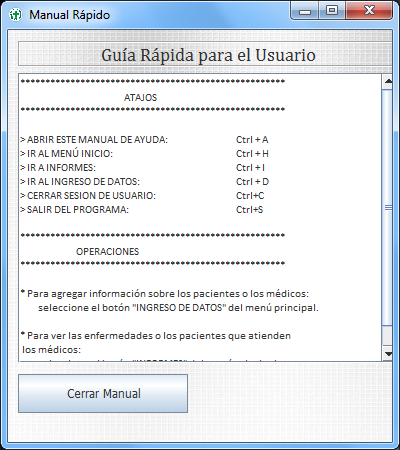 Manual Rápido
Guía Rápida para el Usuario
******************************************************
ATAJOS
******************************************************
> ABRIR ESTE MANUAL DE AYUDA: Ctrl + A
> IR AL MENÚ INICIO: Ctrl + H
> IR A INFORMES: Ctrl + I
> IR AL INGRESO DE DATOS: Ctrl + D
> CERRAR SESION DE USUARIO: Ctrl+C
> SALIR DEL PROGRAMA: Ctrl+S
******************************************************
OPERACIONES
******************************************************
* Para agregar información sobre los pacientes o los médicos:
seleccione el botón "INGRESO DE DATOS" del menú principal.
* Para ver las enfermedades o los pacientes que atienden
los médicos:
Cerrar Manual